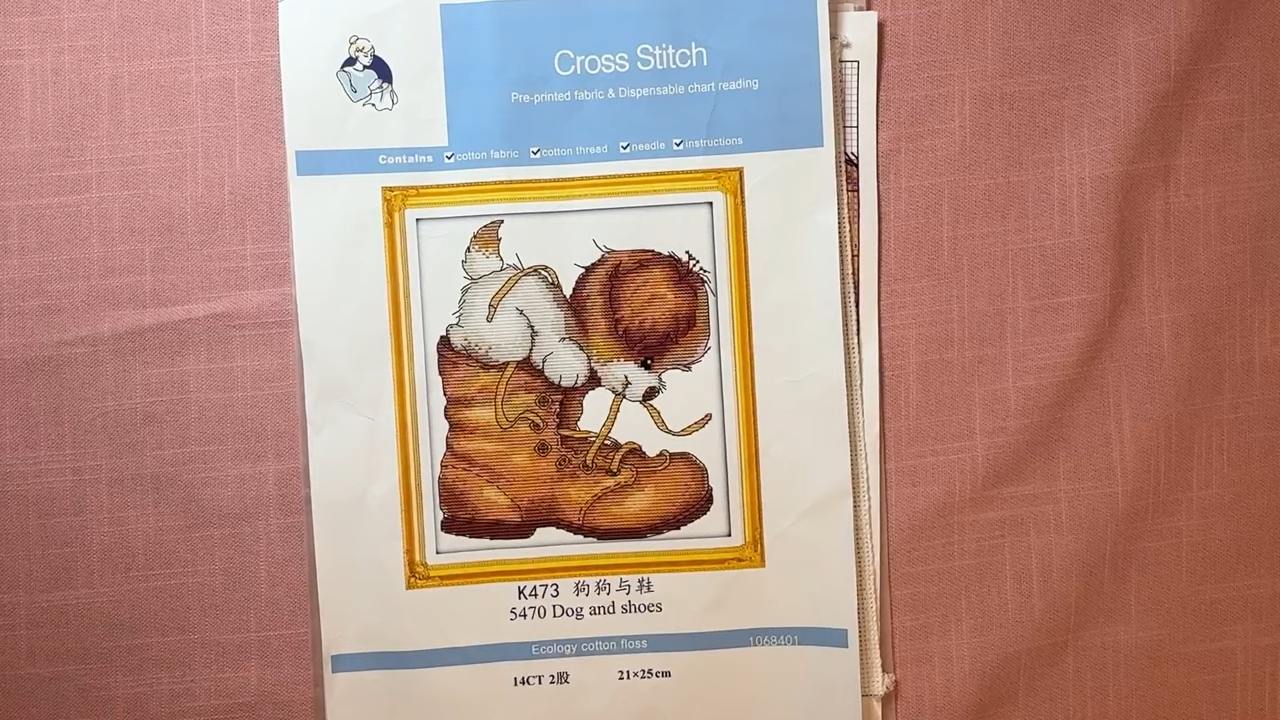 Cross Stitch
Pre-printed fabric & Dispensable chart reading
Contains cotton fabric cotton thread needle instructions
K473 狗狗与鞋
5470 Dog and shoes
Ecology cotton floss 1068401
14CT 2股 21×25cm